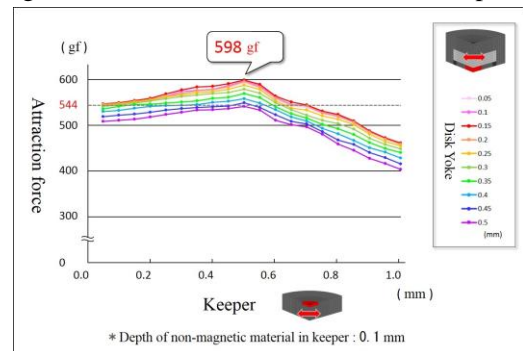 598 gf
( gf )
600
544
500
400
300
0
Attraction force
0.0 0.2 0.4 0.6 0.8 1.0
( mm )
Keeper
Disk Yoke
0.05
0.1
0.15
0.2
0.25
0.3
0.35
0.4
0.45
0.5
(mm)
* Depth of non-magnetic material in keeper : 0. 1 mm